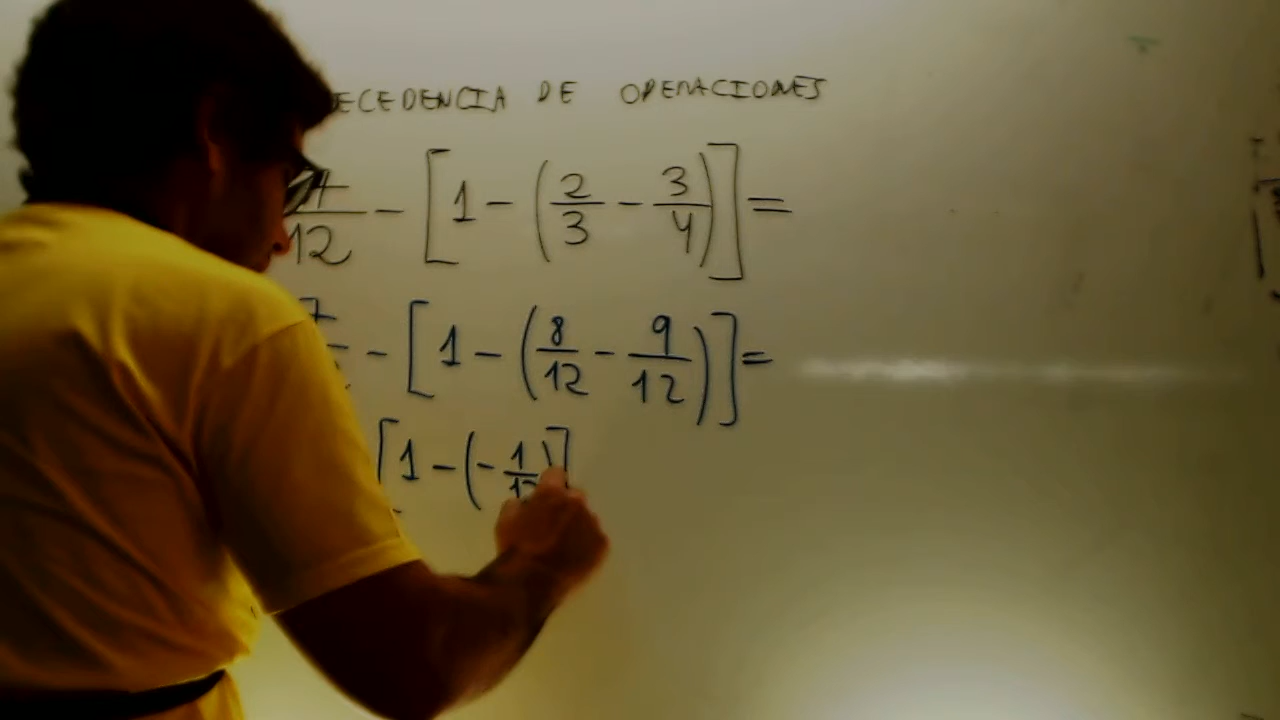 ECEDENCIA DE OPERACIONES
7/12 - [1 - (2/3 - 3/4)] =
7 - [1 - (8/12 - 9/12)] =
[1 - (- 1/12)]